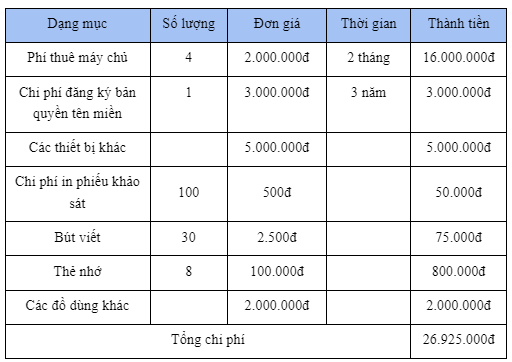 Dạng mục Số lượng Đơn giá Thời gian Thành tiền
Phí thuê máy chủ 4 2.000.000đ 2 tháng 16.000.000đ
Chi phí đăng ký bản
quyền tên miền 1 3.000.000đ 3 năm 3.000.000đ
Các thiết bị khác 5.000.000đ 5.000.000đ
Chi phí in phiếu khảo
sát 100 500đ 50.000đ
Bút viết 30 2.500đ 75.000đ
Thẻ nhớ 8 100.000đ 800.000đ
Các đồ dùng khác 2.000.000đ 2.000.000đ
Tổng chi phí 26.925.000đ